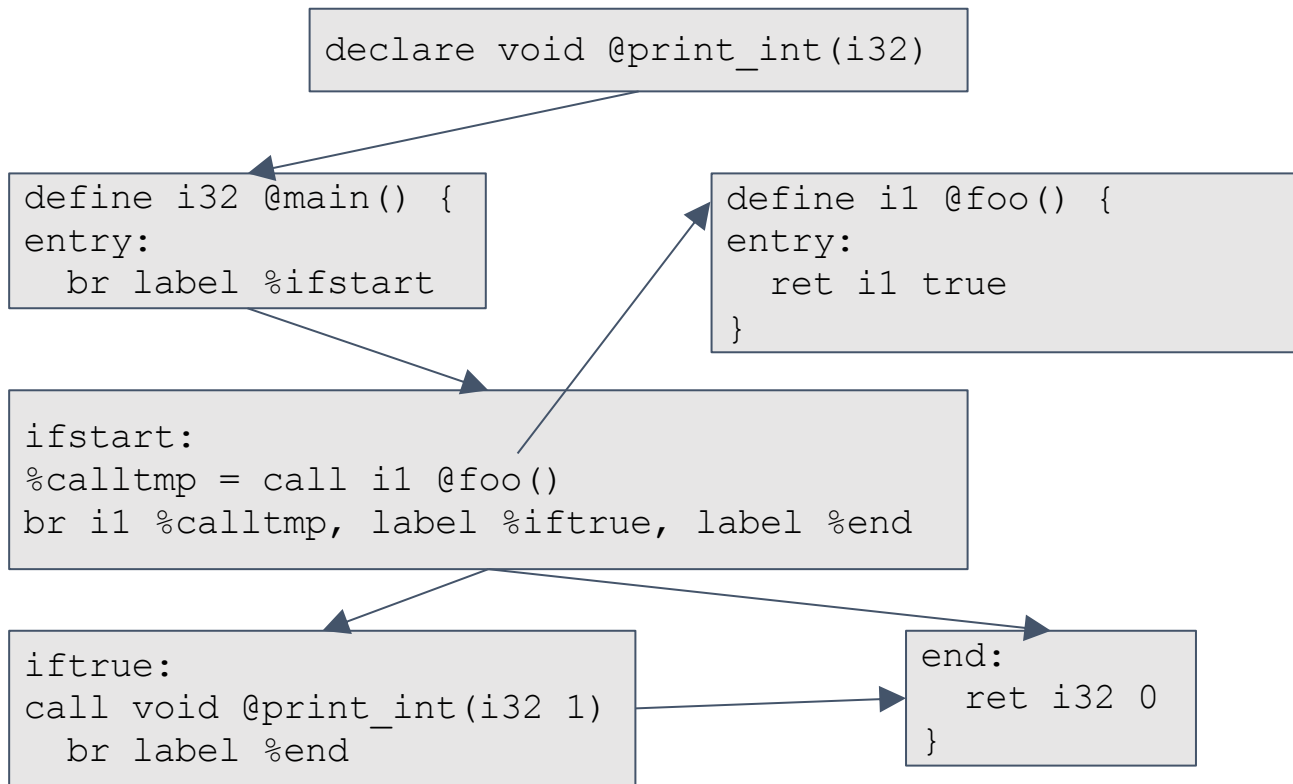 declare void @print_int(i32)
define i32 @main() {
entry:
  br label %ifstart
define i1 @foo() {
entry:
  ret i1 true
}
ifstart:
%calltmp = call i1 @foo()
br i1 %calltmp, label %iftrue, label %end
iftrue:
call void @print_int(i32 1)
  br label %end
end:
  ret i32 0
}